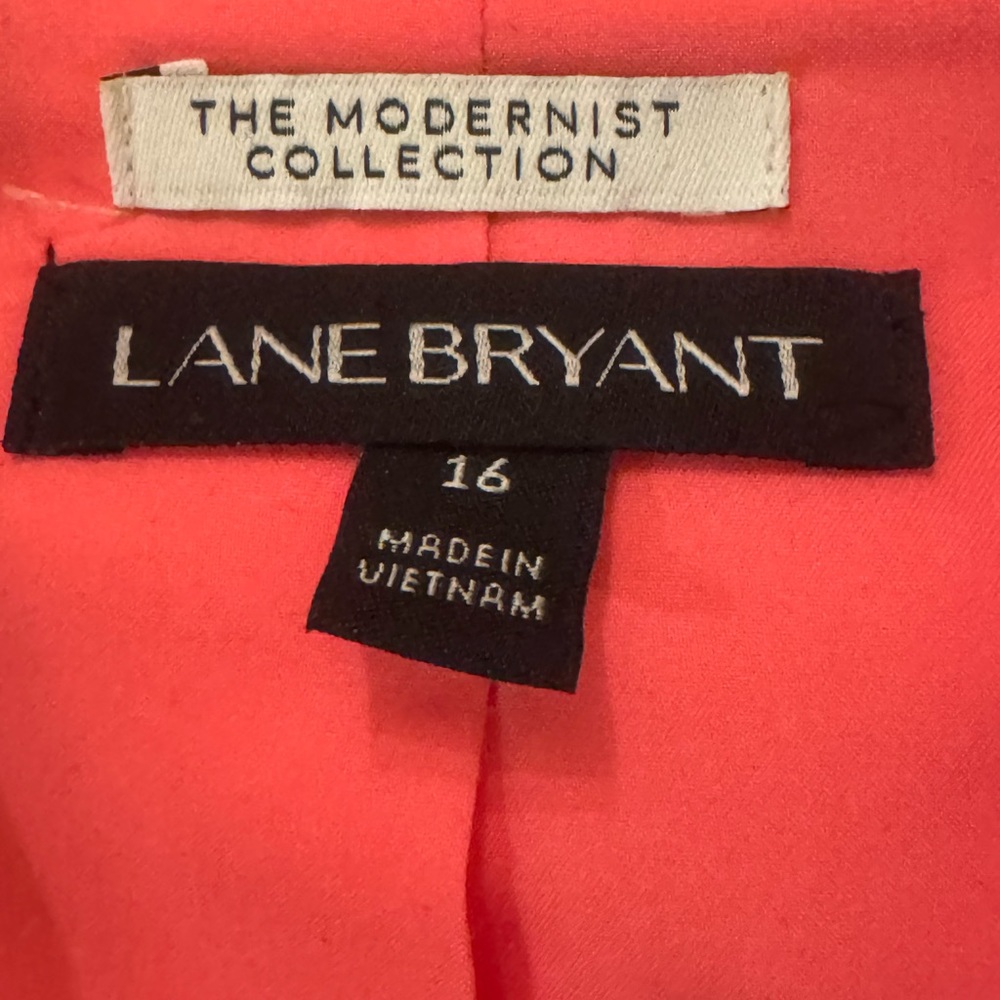 THE MODERNIST
COLLECTION
LANE BRYANT
16
MADE IN
VIETNAM